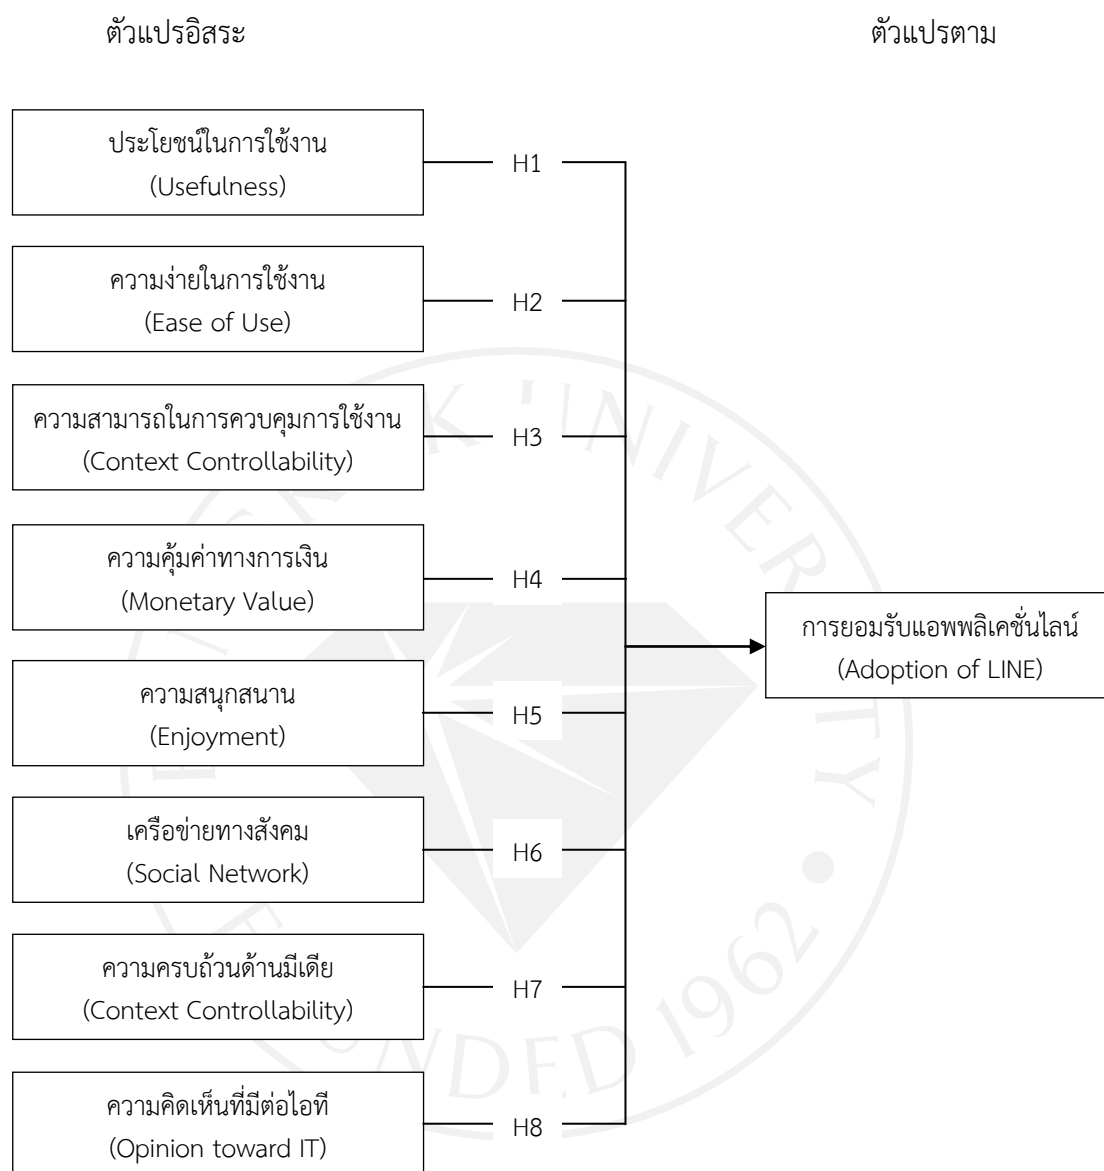 ตัวแปรอิสระ
ตัวแปรตาม
ประโยชน์ในการใช้งาน
(Usefulness)
H1
ความง่ายในการใช้งาน
(Ease of Use)
H2
ความสามารถในการควบคุมการใช้งาน
(Context Controllability)
H3
ความคุ้มค่าทางการเงิน
(Monetary Value)
H4
การยอมรับแอพพลิเคชั่นไลน์
(Adoption of LINE)
ความสนุกสนาน
(Enjoyment)
H5
เครือข่ายทางสังคม
(Social Network)
H6
ความครบถ้วนด้านมีเดีย
(Context Controllability)
H7
ความคิดเห็นที่มีต่อไอที
(Opinion toward IT)
H8
UNIVERSITY
1962